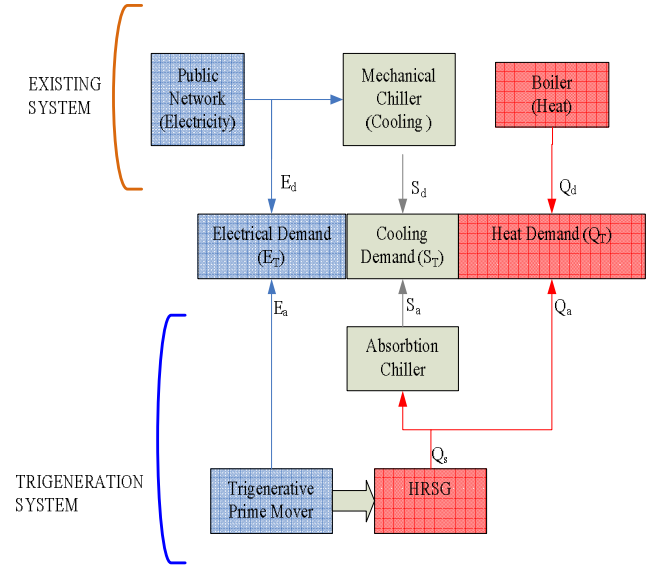 EXISTING
SYSTEM
Public
Network
(Electricity)
Mechanical
Chiller
(Cooling )
Boiler
(Heat)
Ed
Sd
Qd
Electrical Demand
(ET)
Cooling
Demand (ST)
Heat Demand (QT)
Ea
Sa
Qa
Absorbtion
Chiller
Qs
TRIGENERATION
SYSTEM
Trigenerative
Prime Mover
HRSG